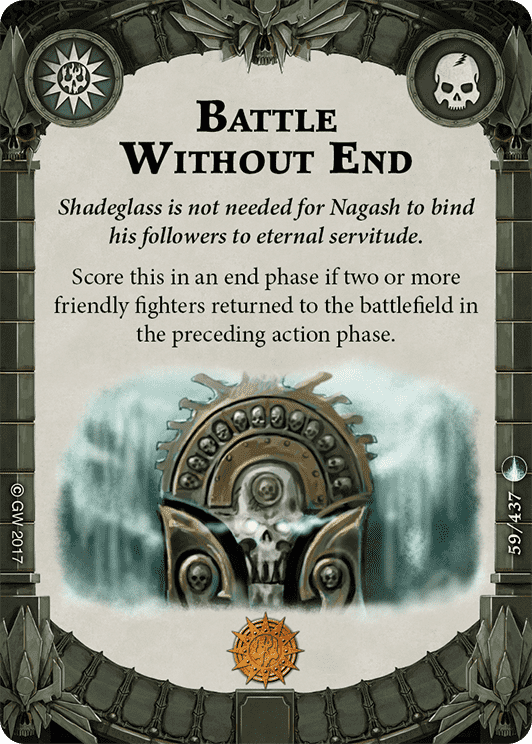 BATTLE
WITHOUT END
Shadeglass is not needed for Nagash to bind
his followers to eternal servitude.
Score this in an end phase if two or more
friendly fighters returned to the battlefield in
the preceding action phase.
© GW 2017
59/437